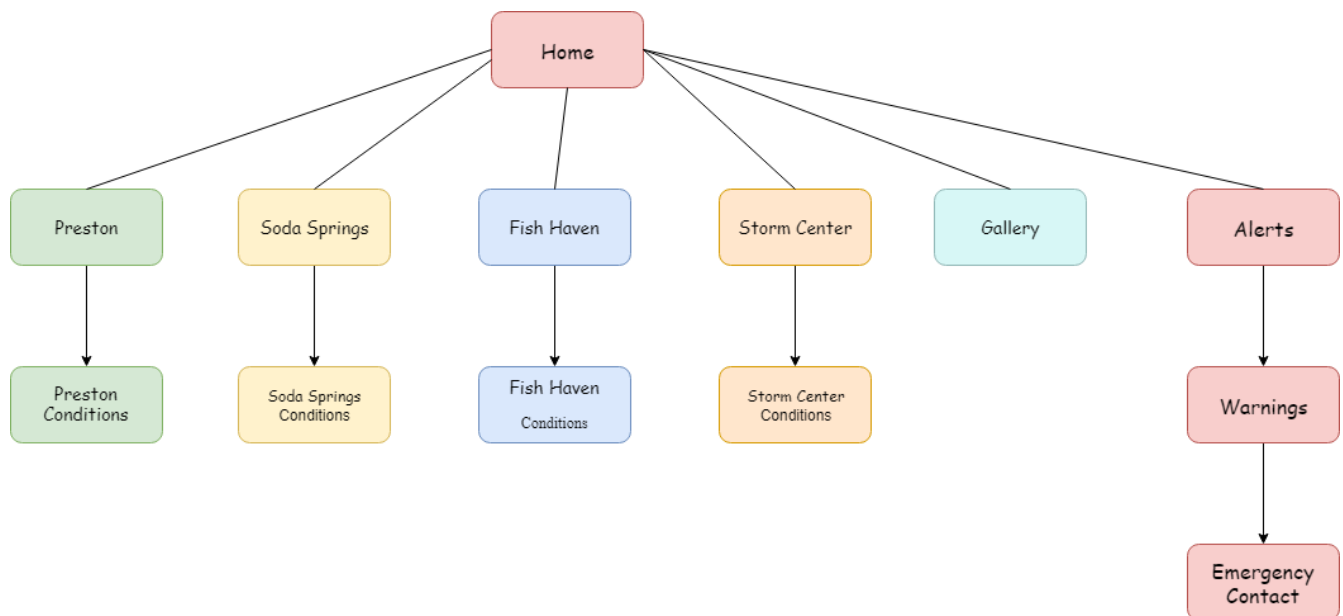 Home
Preston
Soda Springs
Fish Haven
Storm Center
Gallery
Alerts
Preston
Conditions
Soda Springs
Conditions
Fish Haven
Conditions
Storm Center
Conditions
Warnings
Emergency
Contact